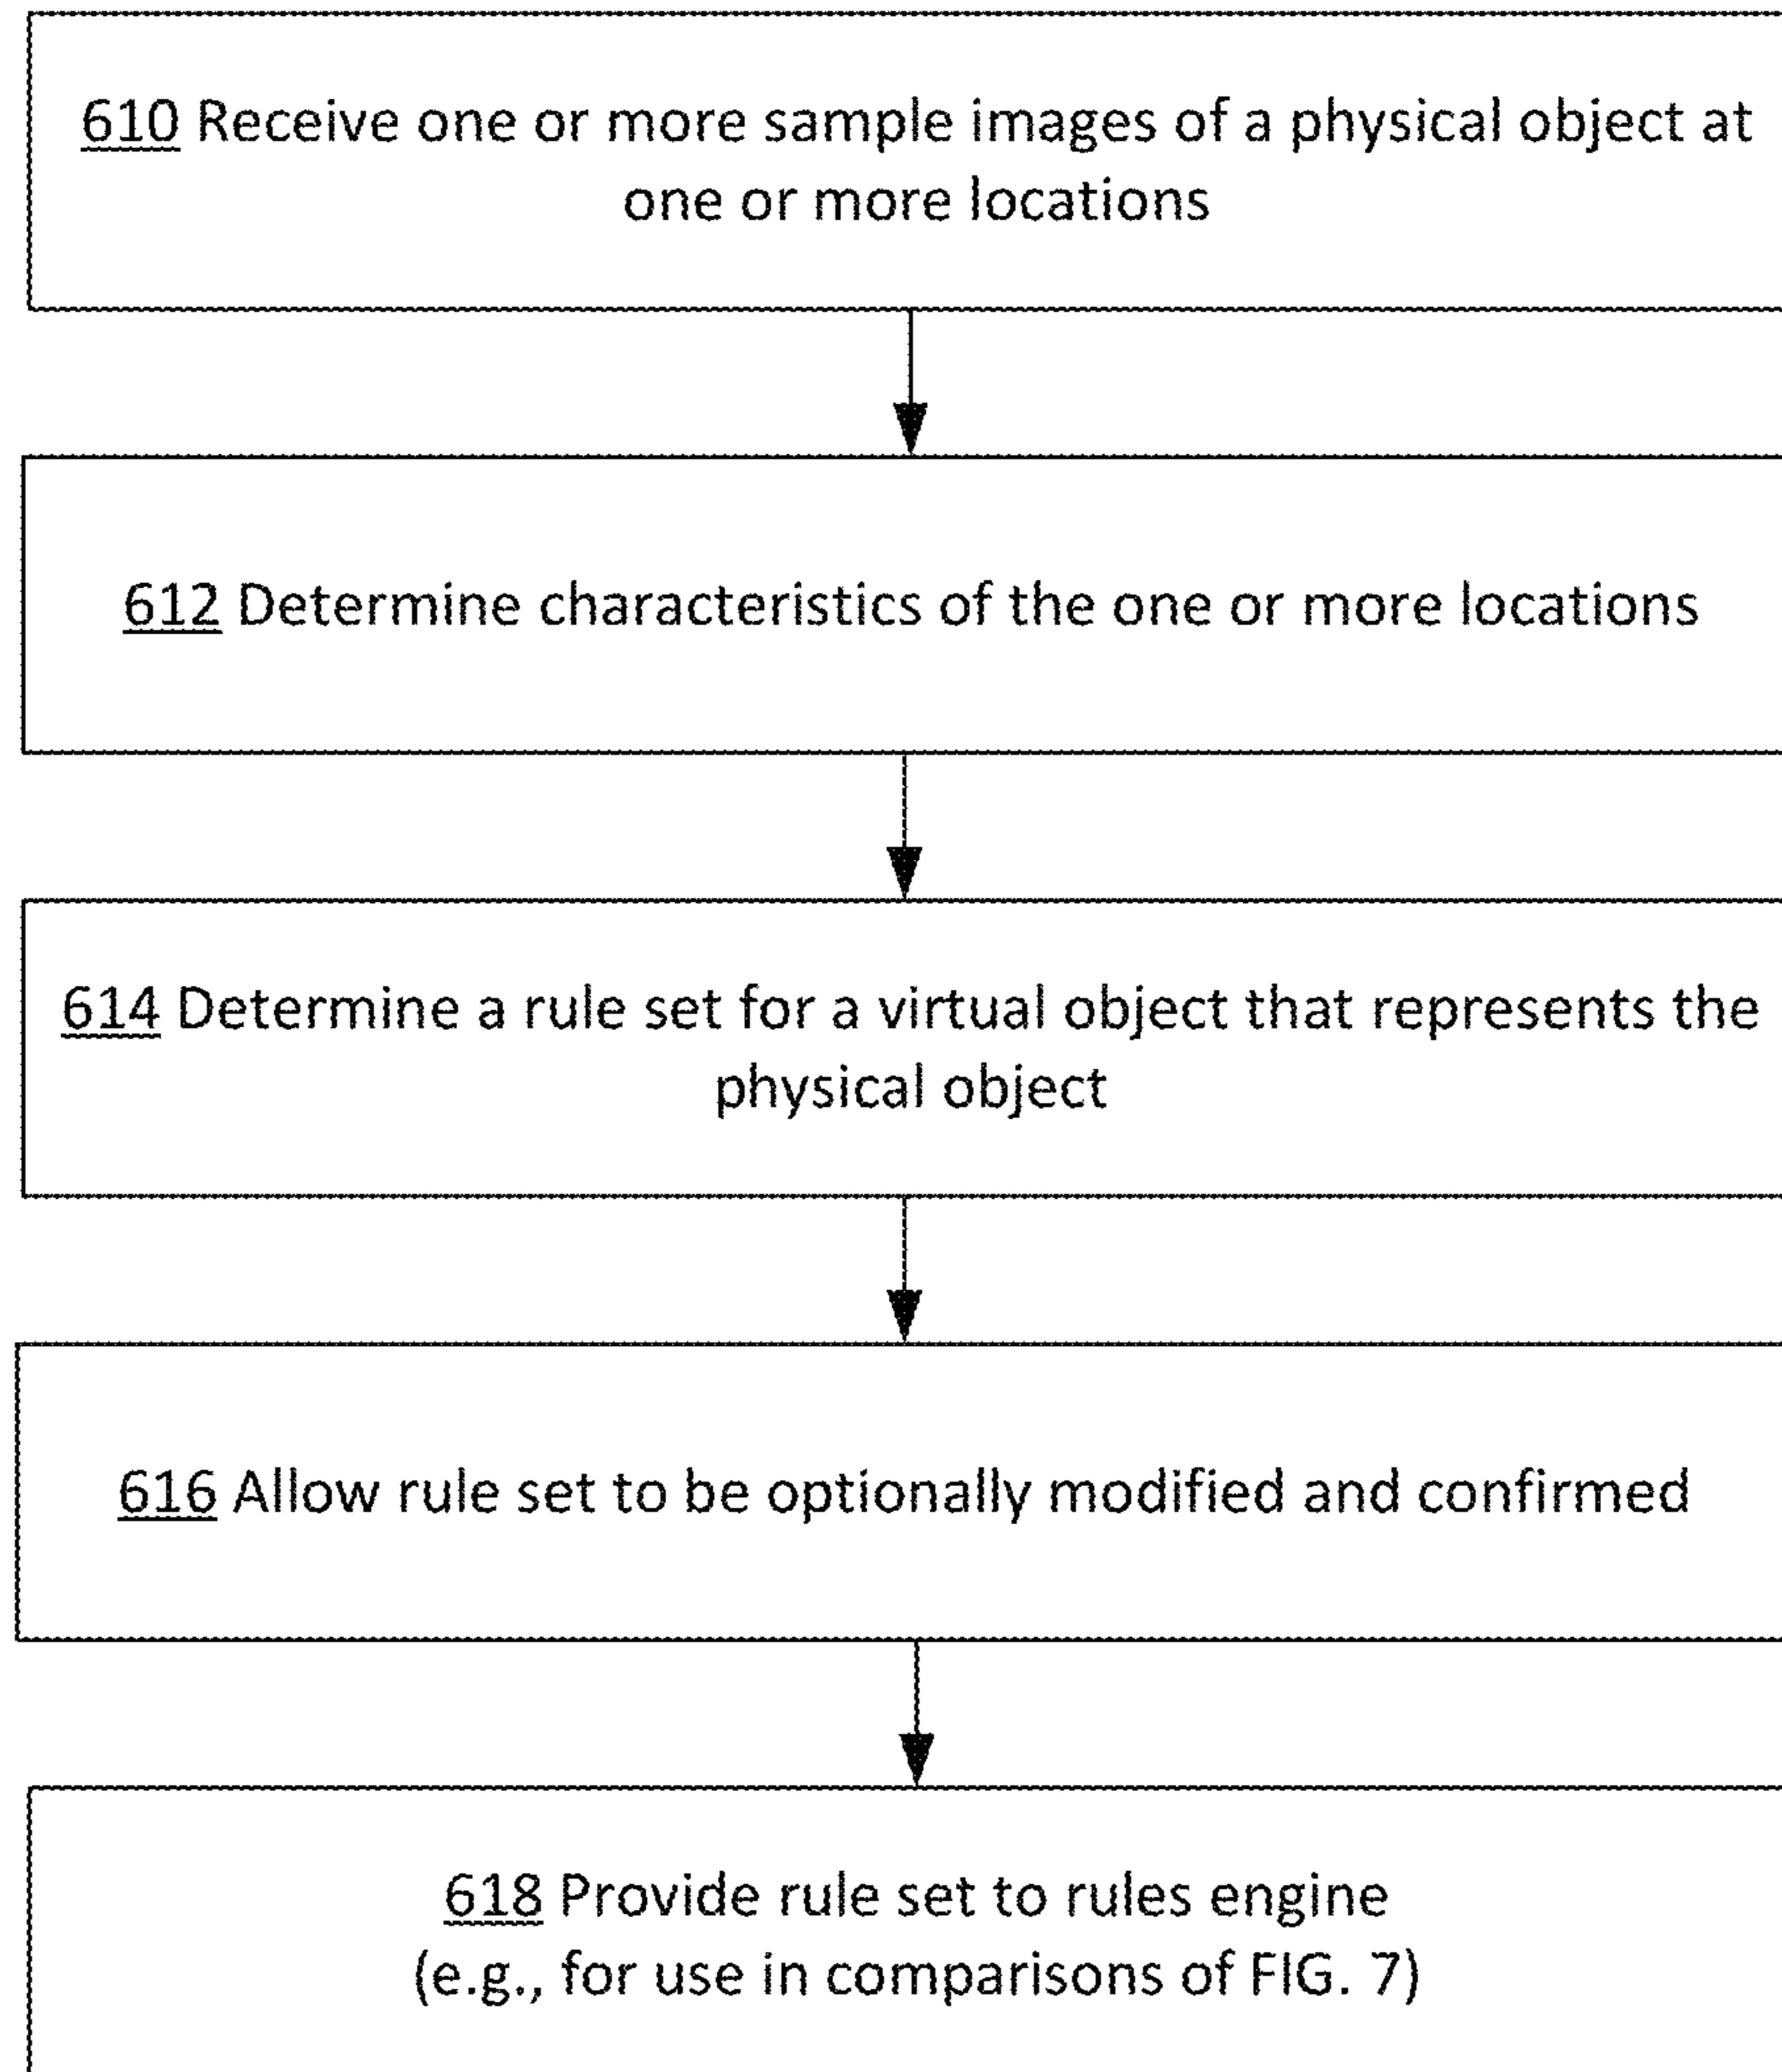 610 Receive one or more sample images of a physical object at
one or more locations
612 Determine characteristics of the one or more locations
614 Determine a rule set for a virtual object that represents the
physical object
616 Allow rule set to be optionally modified and confirmed
618 Provide rule set to rules engine
(e.g., for use in comparisons of FIG. 7)